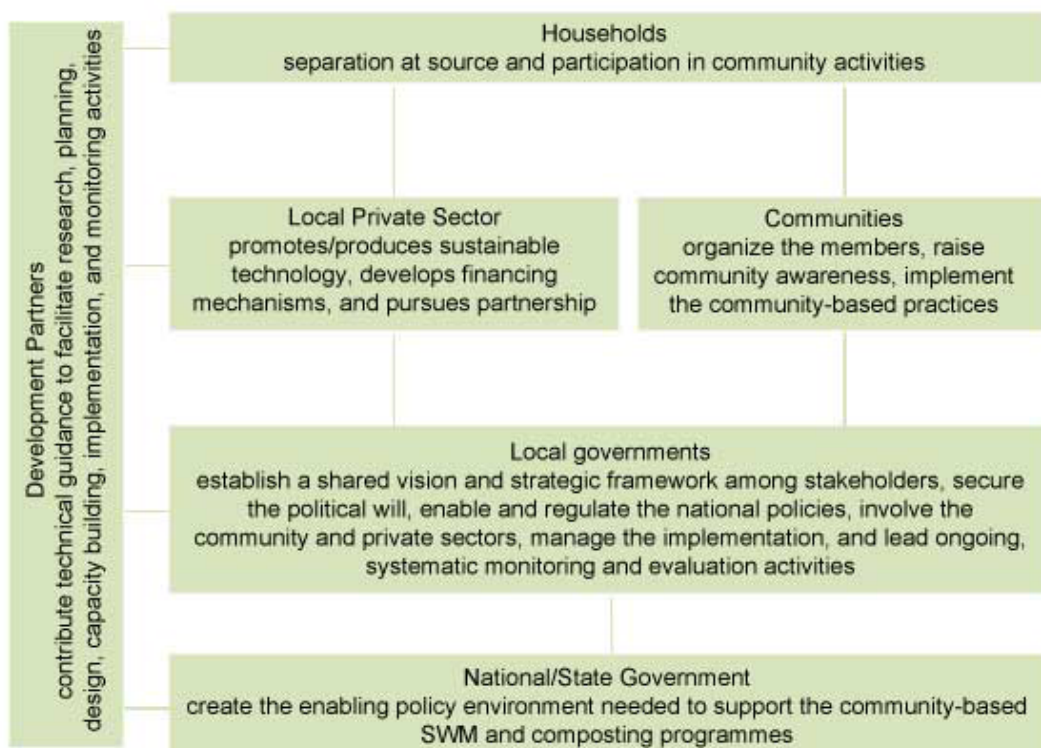 Development Partners
contribute technical guidance to facilitate research, planning,
design, capacity building, implementation, and monitoring activities
Households
separation at source and participation in community activities
Local Private Sector
promotes/produces sustainable
technology, develops financing
mechanisms, and pursues partnership
Communities
organize the members, raise
community awareness, implement
the community-based practices
Local governments
establish a shared vision and strategic framework among stakeholders, secure
the political will, enable and regulate the national policies, involve the
community and private sectors, manage the implementation, and lead ongoing,
systematic monitoring and evaluation activities
National/State Government
create the enabling policy environment needed to support the community-based
SWM and composting programmes